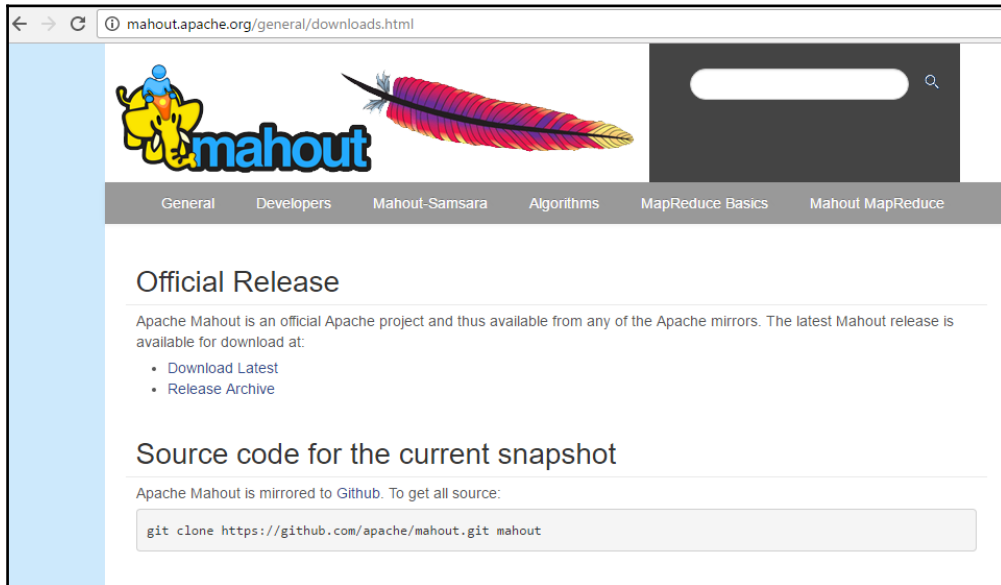 mahout.apache.org/general/downloads.html
mahout
General Developers Mahout-Samsara Algorithms MapReduce Basics Mahout MapReduce
Official Release
Apache Mahout is an official Apache project and thus available from any of the Apache mirrors. The latest Mahout release is
available for download at:
• Download Latest
• Release Archive
Source code for the current snapshot
Apache Mahout is mirrored to Github. To get all source:
git clone https://github.com/apache/mahout.git mahout